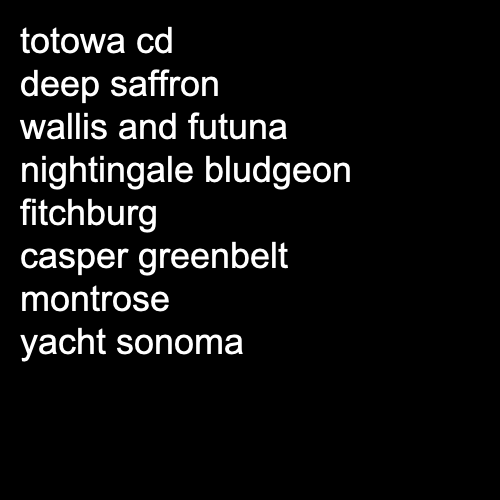 totowa cd
deep saffron
wallis and futuna
nightingale bludgeon
fitchburg
casper greenbelt
montrose
yacht sonoma